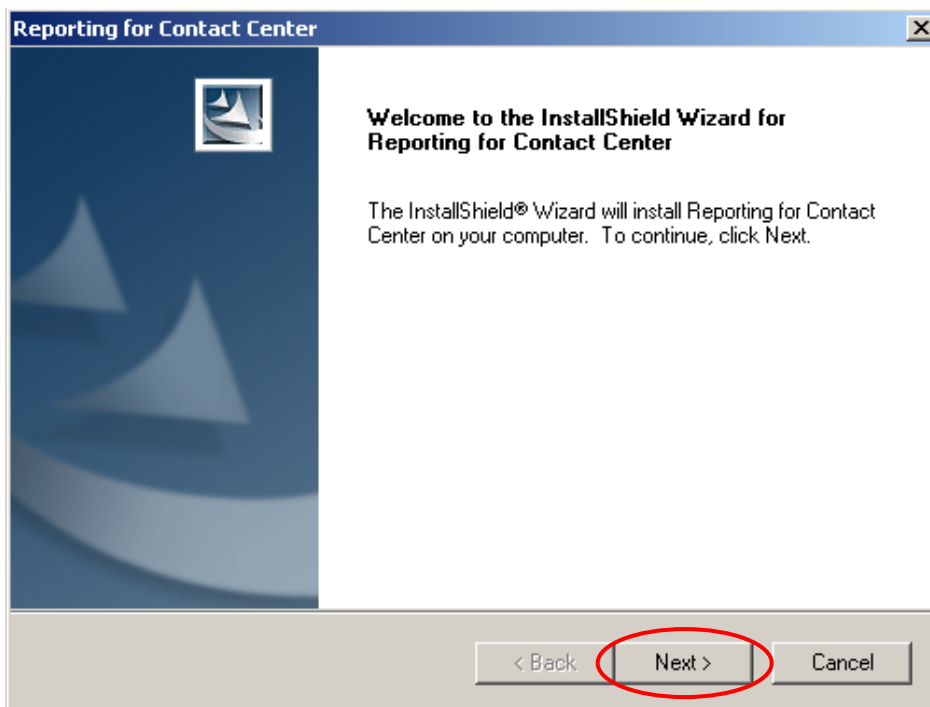 Reporting for Contact Center
Welcome to the InstallShield Wizard for
Reporting for Contact Center
The InstallShield® Wizard will install Reporting for Contact
Center on your computer. To continue, click Next.
< Back
Next >
Cancel